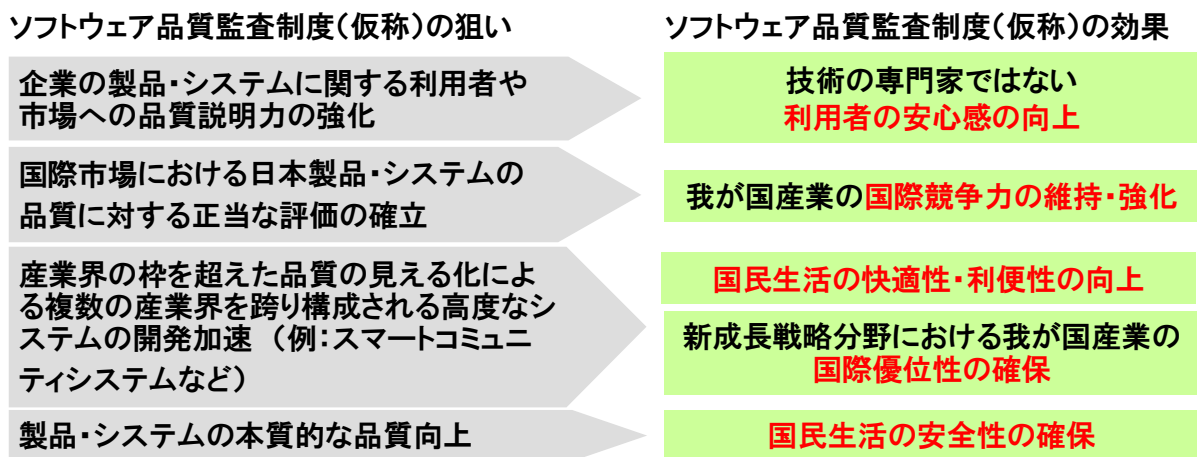 ソフトウェア品質監査制度(仮称)の狙い
ソフトウェア品質監査制度(仮称)の効果
企業の製品・システムに関する利用者や
市場への品質説明力の強化
技術の専門家ではない
利用者の安心感の向上
国際市場における日本製品・システムの
品質に対する正当な評価の確立
我が国産業の国際競争力の維持・強化
産業界の枠を超えた品質の見える化によ
る複数の産業界を跨り構成される高度なシ
ステムの開発加速 (例:スマートコミュニ
ティシステムなど)
国民生活の快適性・利便性の向上
新成長戦略分野における我が国産業の
国際優位性の確保
製品・システムの本質的な品質向上
国民生活の安全性の確保